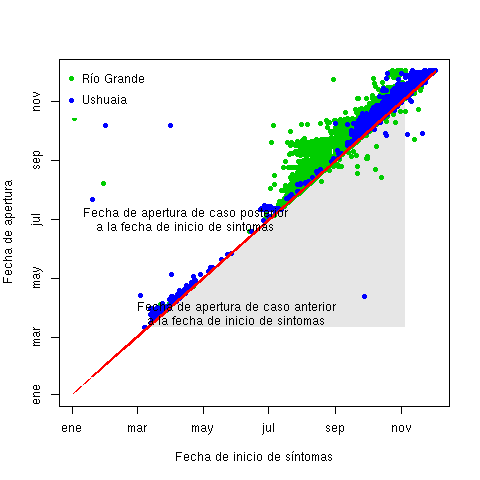 Río Grande
Ushuaia
Fecha de apertura de caso posterior
a la fecha de inicio de sintomas
Fecha de apertura de caso anterior
a la fecha de inicio de sintomas
Fecha de apertura
nov
sep
jul
may
mar
ene
ene mar may jul sep nov
Fecha de inicio de síntomas